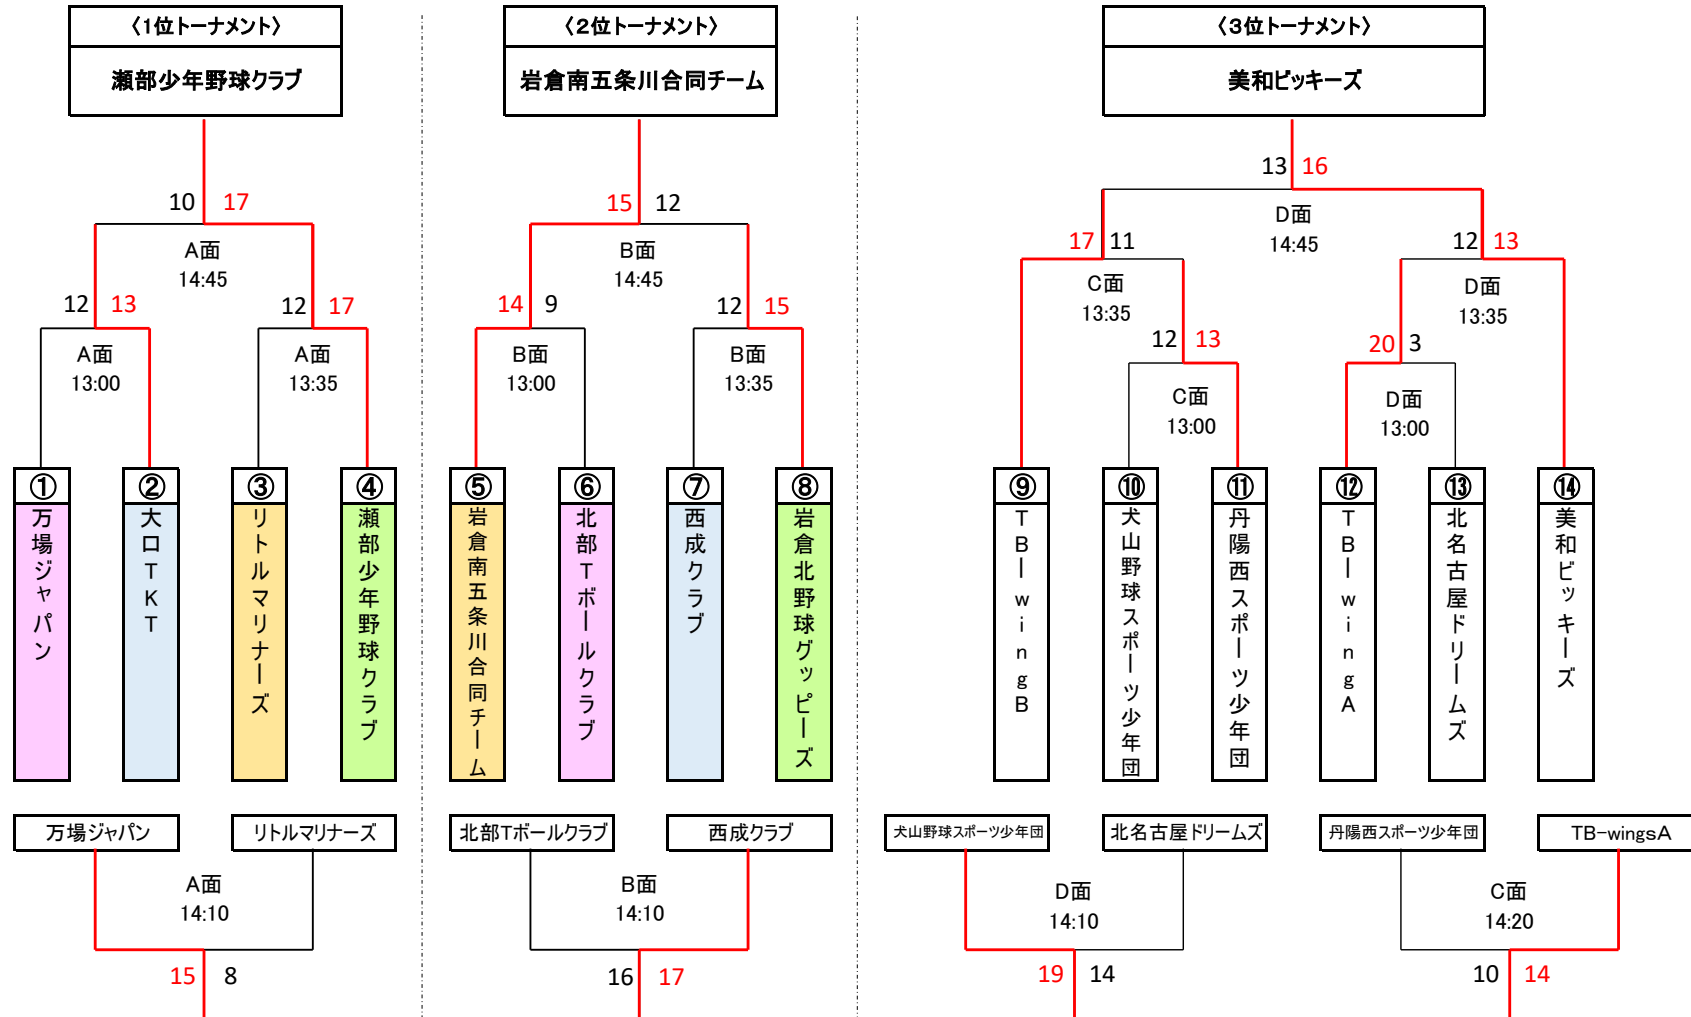 〈1位トーナメント〉
瀬部少年野球クラブ
10 17
A面
14:45
12 13
12 17
A面
13:00
A面
13:35
①
万場ジャパン
②
大口TKT
③
リトルマリナーズ
④
瀬部少年野球クラブ
万場ジャパン
リトルマリナーズ
A面
14:10
15 8
〈2位トーナメント〉
岩倉南五条川合同チーム
15 12
B面
14:45
14 9
12 15
B面
13:00
B面
13:35
⑤
岩倉南五条川合同チーム
⑥
北部Tボールクラブ
⑦
西成クラブ
⑧
岩倉北野球グッピーズ
北部Tボールクラブ
西成クラブ
B面
14:10
16 17
〈3位トーナメント〉
美和ビッキーズ
13 16
D面
14:45
17 11
12 13
C面
13:35
D面
13:35
12 13
20 3
C面
13:00
D面
13:00
⑨
TBーwingB
⑩
犬山野球スポーツ少年団
⑪
丹陽西スポーツ少年団
⑫
TBーwingA
⑬
北名古屋ドリームズ
⑭
美和ビッキーズ
犬山野球スポーツ少年団
北名古屋ドリームズ
丹陽西スポーツ少年団
TB-wingsA
D面
14:10
C面
14:20
19 14
10 14